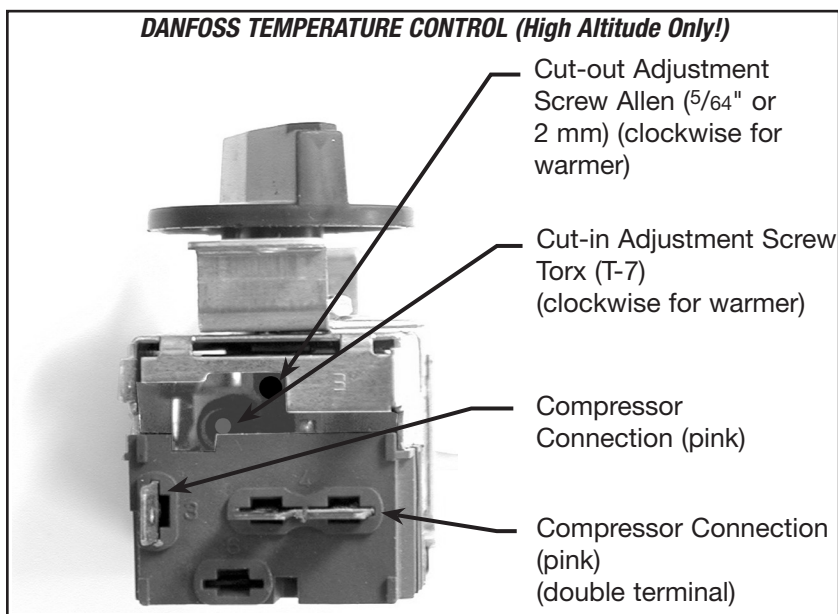 DANFOSS TEMPERATURE CONTROL (High Altitude Only!)
Cut-out Adjustment
Screw Allen (5/64" or
2 mm) (clockwise for
warmer)
Cut-in Adjustment Screw
Torx (T-7)
(clockwise for warmer)
Compressor
Connection (pink)
Compressor Connection
(pink)
(double terminal)
4
3
6